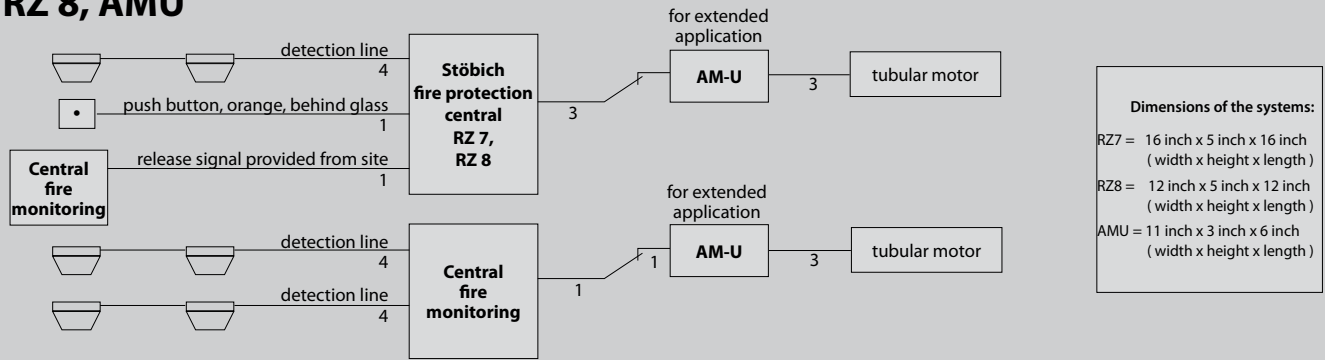 RZ 8, AMU
for extended
application
detection line
4
Stöbich
fire protection
central
RZ 7,
RZ 8
AM-U
3
tubular motor
push button, orange, behind glass
1
3
release signal provided from site
1
Central
fire
monitoring
for extended
application
detection line
4
Central
fire
monitoring
1
1
AM-U
3
tubular motor
detection line
4
Dimensions of the systems:
RZ7 = 16 inch x 5 inch x 16 inch
( width x height x length )
RZ8 = 12 inch x 5 inch x 12 inch
( width x height x length )
AMU = 11 inch x 3 inch x 6 inch
( width x height x length )